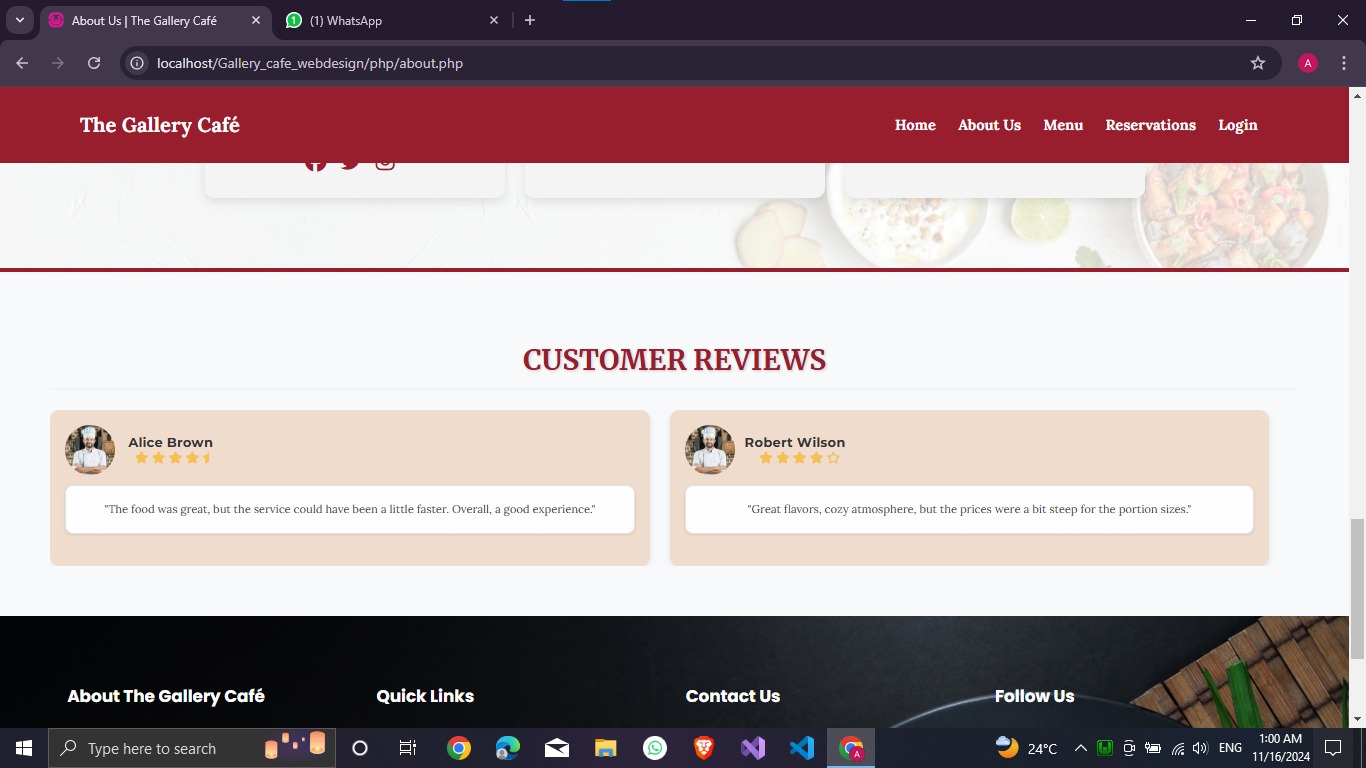 About Us | The Gallery Café
(1) WhatsApp
localhost/Gallery_cafe_webdesign/php/about.php
A
The Gallery Café
Home About Us Menu Reservations Login
CUSTOMER REVIEWS
Alice Brown
"The food was great, but the service could have been a little faster. Overall, a good experience."
Robert Wilson
"Great flavors, cozy atmosphere, but the prices were a bit steep for the portion sizes."
About The Gallery Café
Quick Links
Contact Us
Follow Us
Type here to search
A
24°C
ENG
1:00 AM
11/16/2024